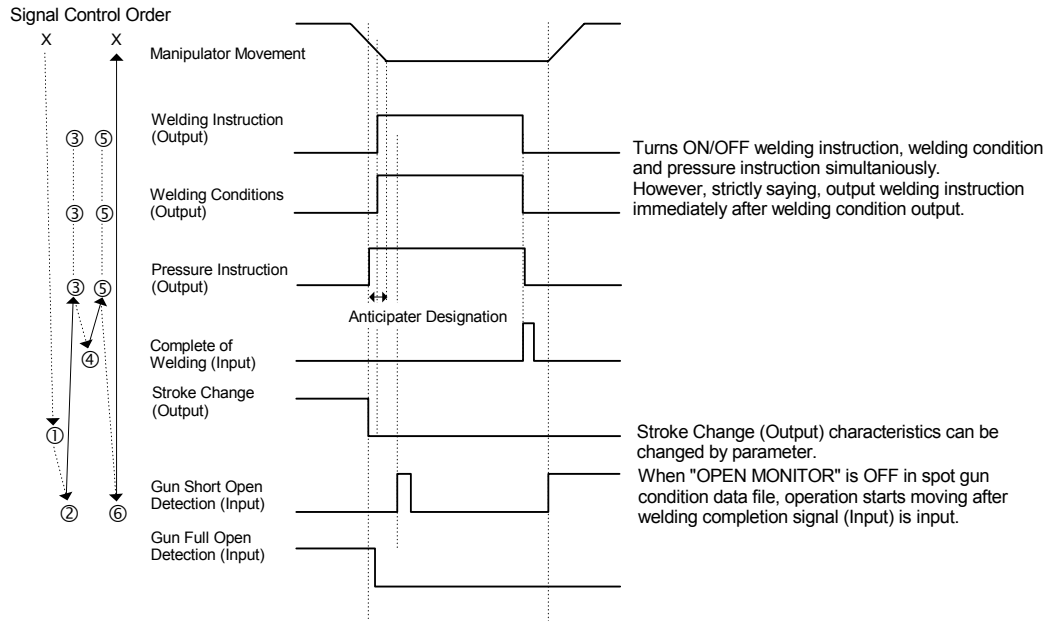 Signal Control Order
X X
Manipulator Movement
Welding Instruction
(Output)
③ ⑤
Turns ON/OFF welding instruction, welding condition
and pressure instruction simultaniously.
However, strictly saying, output welding instruction
immediately after welding condition output.
Welding Conditions
(Output)
③ ⑤
Pressure Instruction
(Output)
③ ⑤
Anticipater Designation
Complete of
Welding (Input)
④
Stroke Change
(Output)
①
Stroke Change (Output) characteristics can be
changed by parameter.
When "OPEN MONITOR" is OFF in spot gun
condition data file, operation starts moving after
welding completion signal (Input) is input.
Gun Short Open
Detection (Input)
② ⑥
Gun Full Open
Detection (Input)